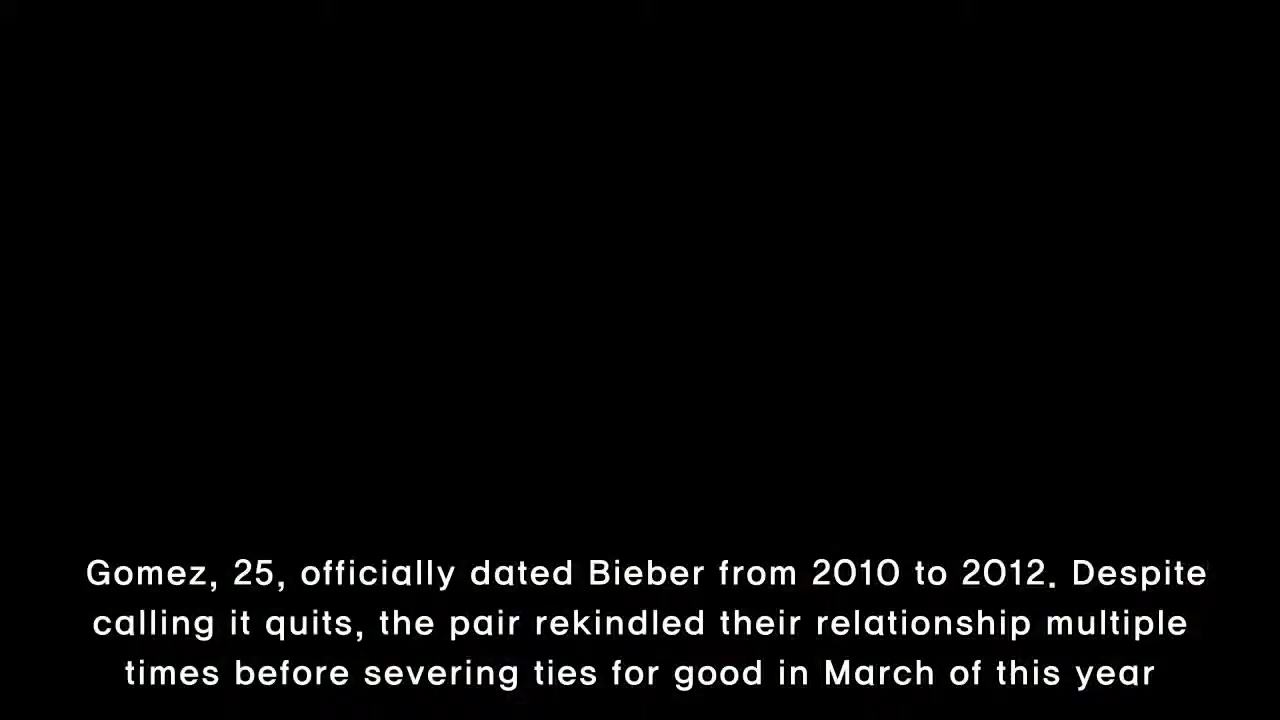 Gomez, 25, officially dated Bieber from 2010 to 2012. Despite
calling it quits, the pair rekindled their relationship multiple
times before severing ties for good in March of this year